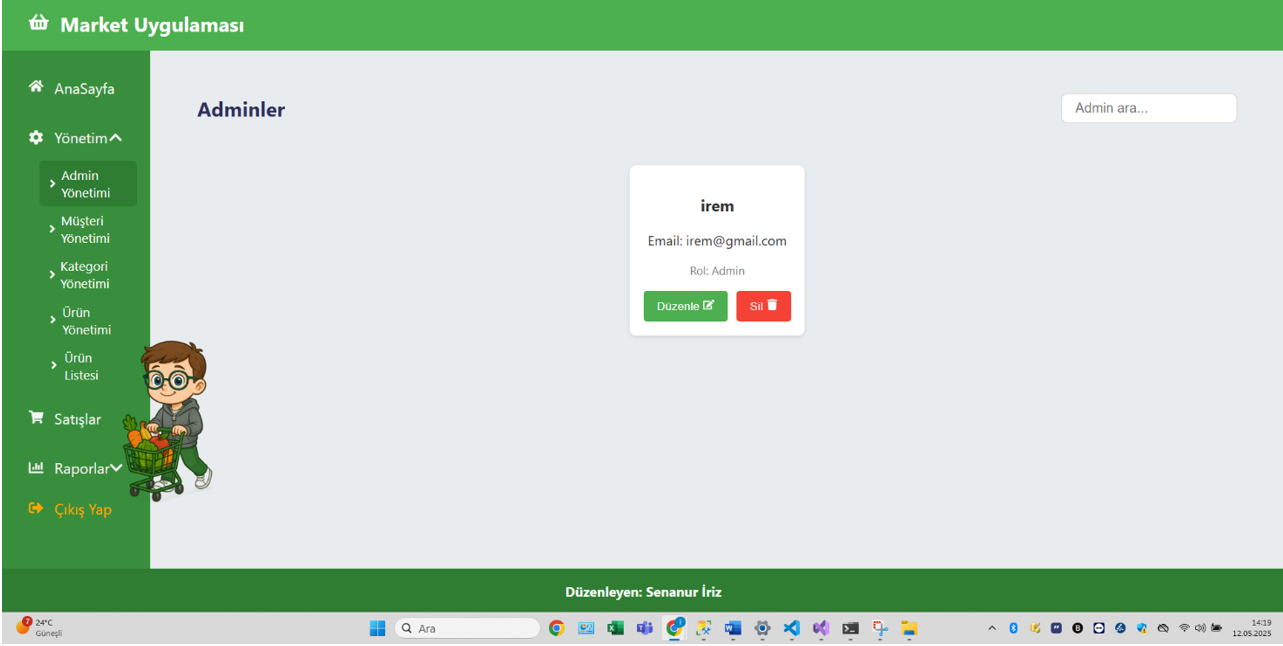 Market Uygulaması
AnaSayfa
Yönetim
Admin
Yönetimi
Müşteri
Yönetimi
Kategori
Yönetimi
Ürün
Yönetimi
Ürün
Listesi
Satışlar
Raporlar
Çıkış Yap
Adminler
Admin ara...
irem
Email: irem@gmail.com
Rol: Admin
Düzenle
Sil
Düzenleyen: Senanur İriz
7
24°C
Güneşli
Ara
14:19
12.05.2025